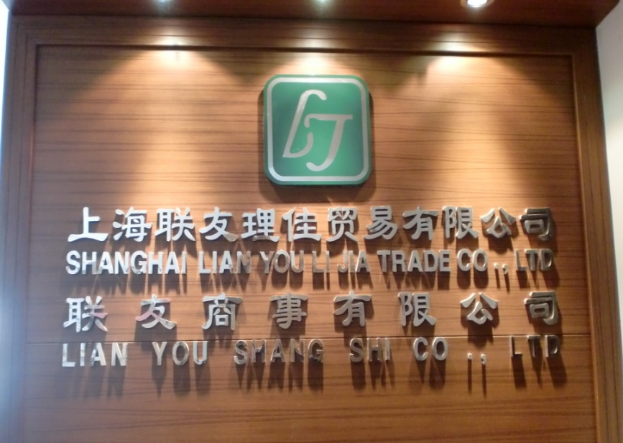 LJ
上海联友理佳贸易有限公司
SHANGHAI LIAN YOU LI JIA TRADE CO.,LTD
联友商事有限公司
LIAN YOU SHANG SHI CO., LTD